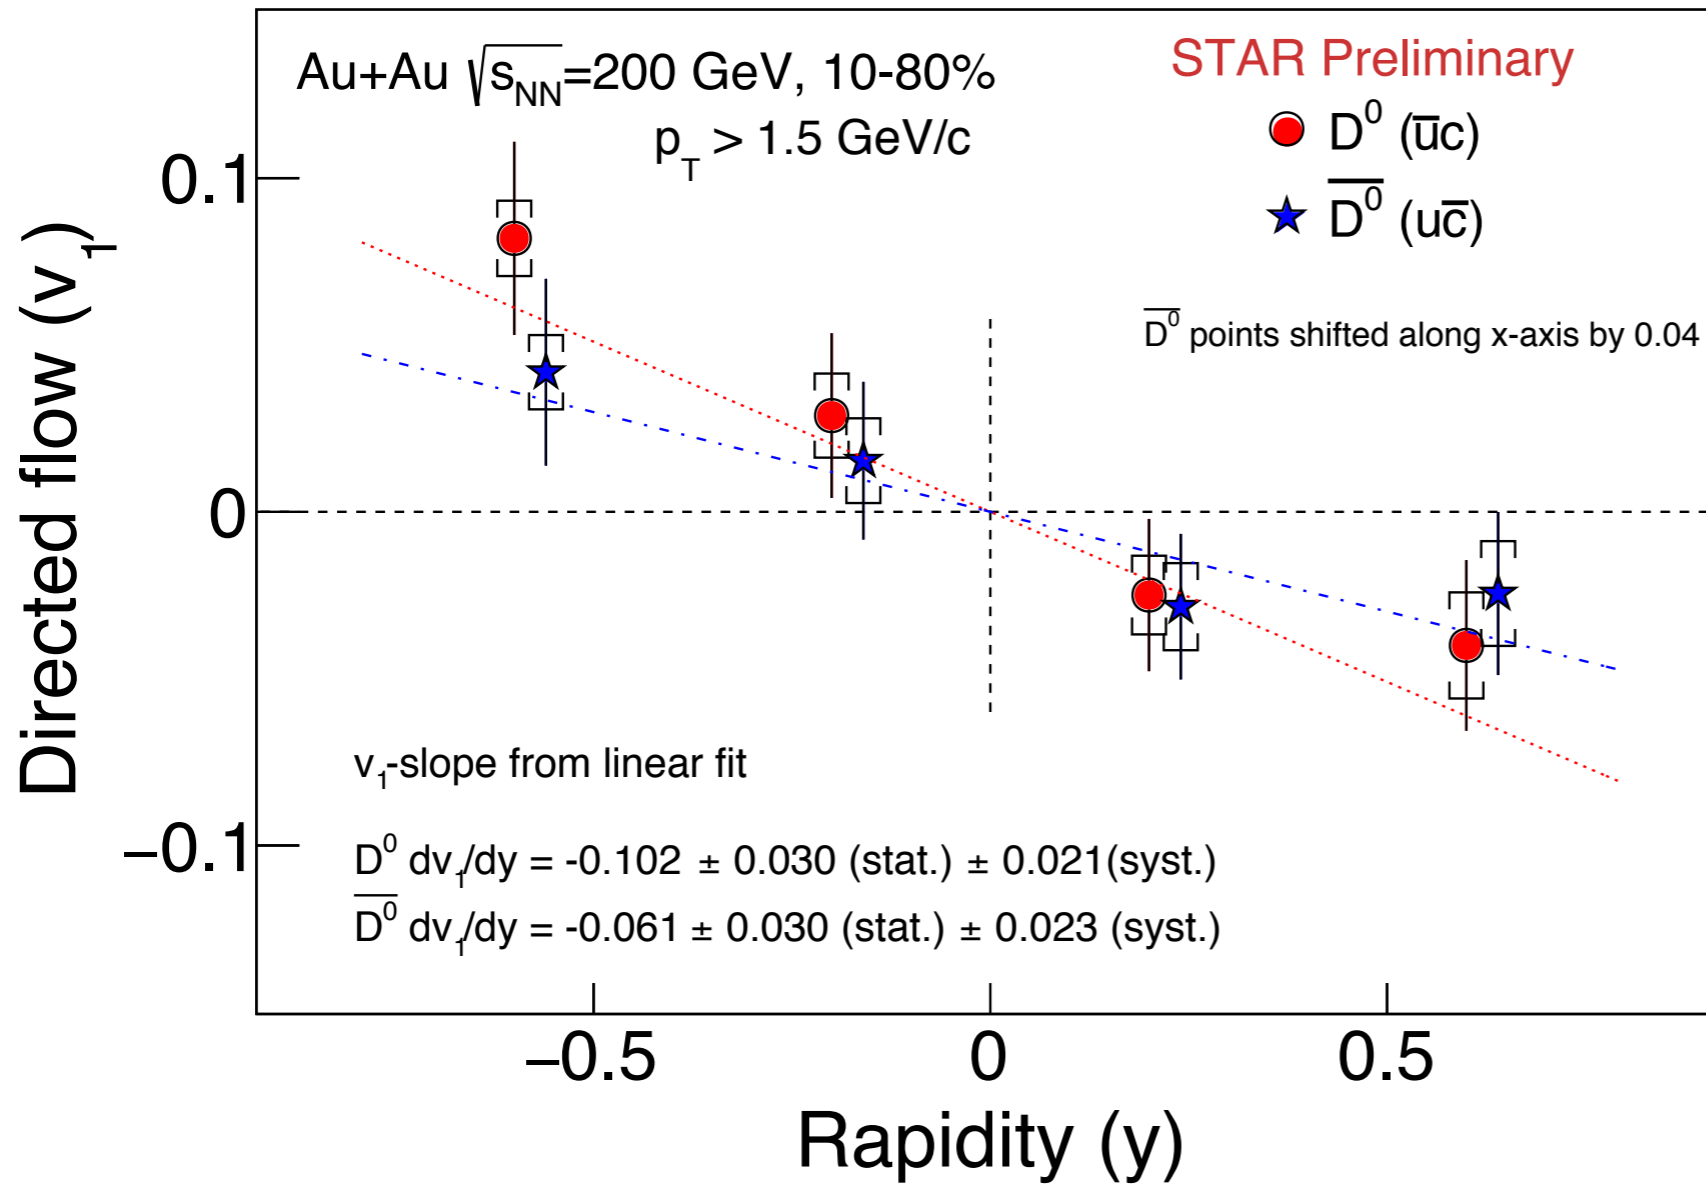 Au+Au √s_NN=200 GeV, 10-80%
p_T > 1.5 GeV/c
STAR Preliminary
D⁰ (u̅c)
D̅⁰ (uc̅)
D̅⁰ points shifted along x-axis by 0.04
Directed flow (v₁)
0.1
0
−0.1
v₁-slope from linear fit
D⁰ dv₁/dy = -0.102 ± 0.030 (stat.) ± 0.021(syst.)
D̅⁰ dv₁/dy = -0.061 ± 0.030 (stat.) ± 0.023 (syst.)
−0.5 0 0.5
Rapidity (y)